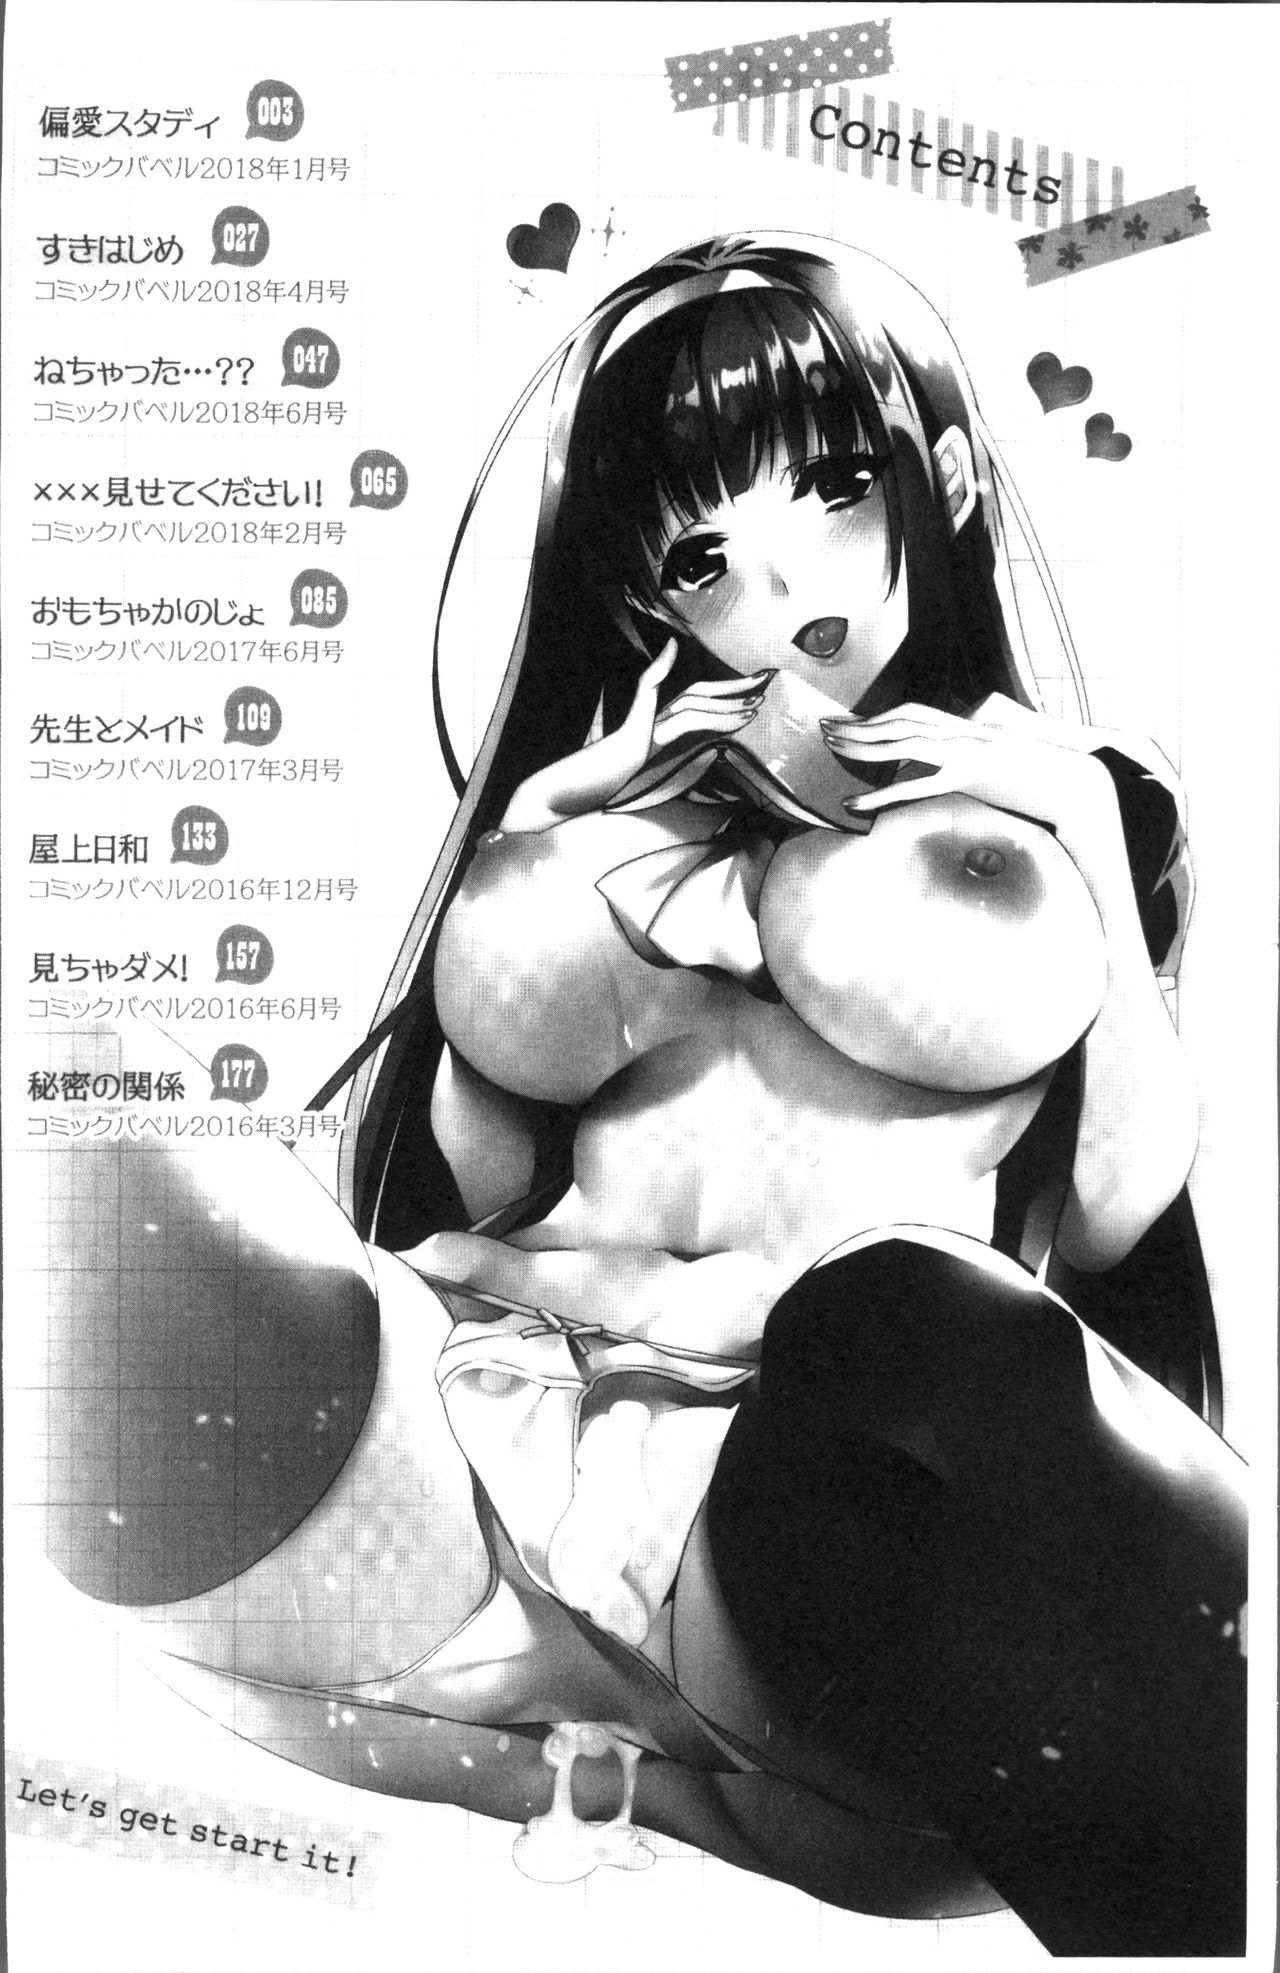 Contents
偏愛スタディ 003
コミックバベル2018年1月号
すきはじめ 027
コミックバベル2018年4月号
ねちゃった…?? 047
コミックバベル2018年6月号
×××見せてください! 065
コミックバベル2018年2月号
おもちゃかのじょ 085
コミックバベル2017年6月号
先生とメイド 109
コミックバベル2017年3月号
屋上日和 133
コミックバベル2016年12月号
見ちゃダメ! 157
コミックバベル2016年6月号
秘密の関係 177
コミックバベル2016年3月号
Let's get start it!